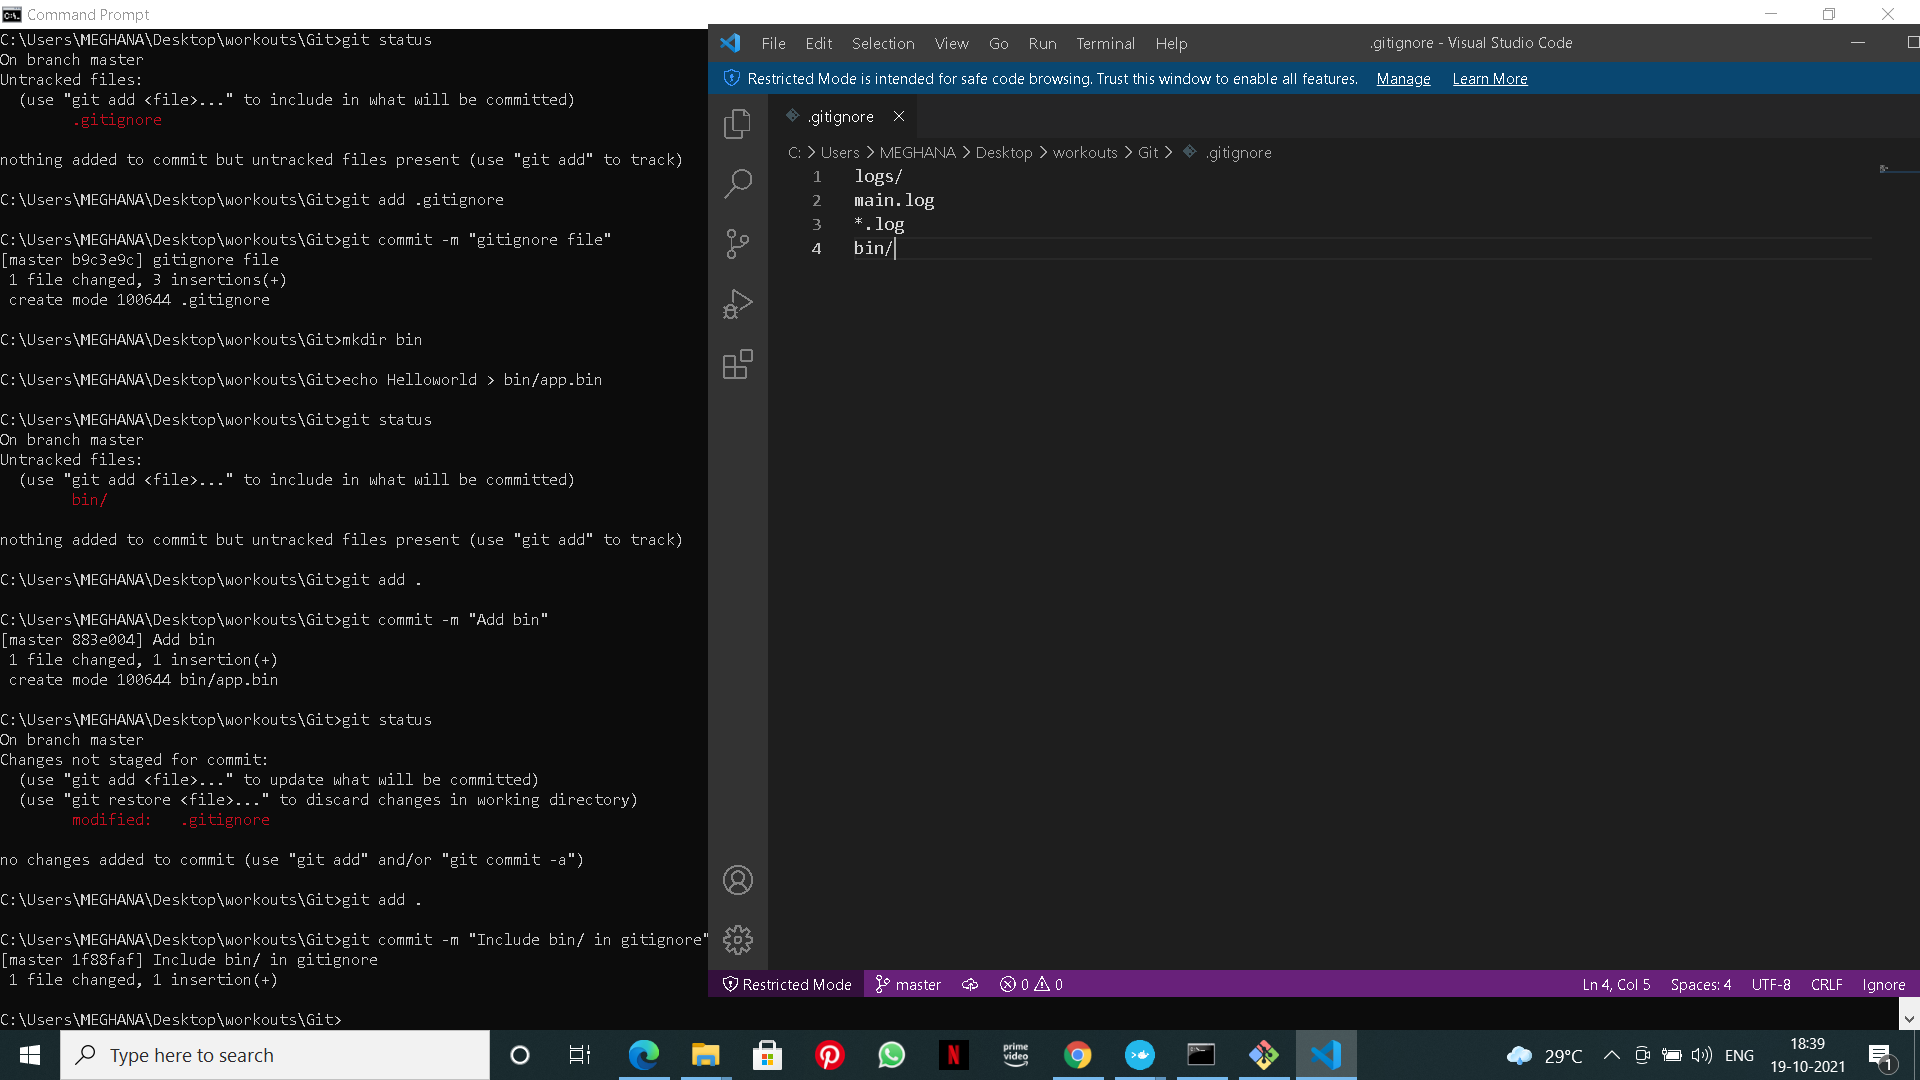 Command Prompt
C:\Users\MEGHANA\Desktop\workouts\Git>git status
On branch master
Untracked files:
  (use "git add <file>..." to include in what will be committed)
        .gitignore
nothing added to commit but untracked files present (use "git add" to track)
C:\Users\MEGHANA\Desktop\workouts\Git>git add .gitignore
C:\Users\MEGHANA\Desktop\workouts\Git>git commit -m "gitignore file"
[master b9c3e9c] gitignore file
 1 file changed, 3 insertions(+)
 create mode 100644 .gitignore
C:\Users\MEGHANA\Desktop\workouts\Git>mkdir bin
C:\Users\MEGHANA\Desktop\workouts\Git>echo Helloworld > bin/app.bin
C:\Users\MEGHANA\Desktop\workouts\Git>git status
On branch master
Untracked files:
  (use "git add <file>..." to include in what will be committed)
        bin/
nothing added to commit but untracked files present (use "git add" to track)
C:\Users\MEGHANA\Desktop\workouts\Git>git add .
C:\Users\MEGHANA\Desktop\workouts\Git>git commit -m "Add bin"
[master 883e004] Add bin
 1 file changed, 1 insertion(+)
 create mode 100644 bin/app.bin
C:\Users\MEGHANA\Desktop\workouts\Git>git status
On branch master
Changes not staged for commit:
  (use "git add <file>..." to update what will be committed)
  (use "git restore <file>..." to discard changes in working directory)
        modified:   .gitignore
no changes added to commit (use "git add" and/or "git commit -a")
C:\Users\MEGHANA\Desktop\workouts\Git>git add .
C:\Users\MEGHANA\Desktop\workouts\Git>git commit -m "Include bin/ in gitignore"
[master 1f88faf] Include bin/ in gitignore
 1 file changed, 1 insertion(+)
C:\Users\MEGHANA\Desktop\workouts\Git>
File Edit Selection View Go Run Terminal Help .gitignore - Visual Studio Code
Restricted Mode is intended for safe code browsing. Trust this window to enable all features. Manage Learn More
.gitignore
C: > Users > MEGHANA > Desktop > workouts > Git > .gitignore
1 logs/
2 main.log
3 *.log
4 bin/
Restricted Mode master 0 0 Ln 4, Col 5 Spaces: 4 UTF-8 CRLF Ignore
Type here to search
N
prime video
29°C ENG
18:39
19-10-2021
1